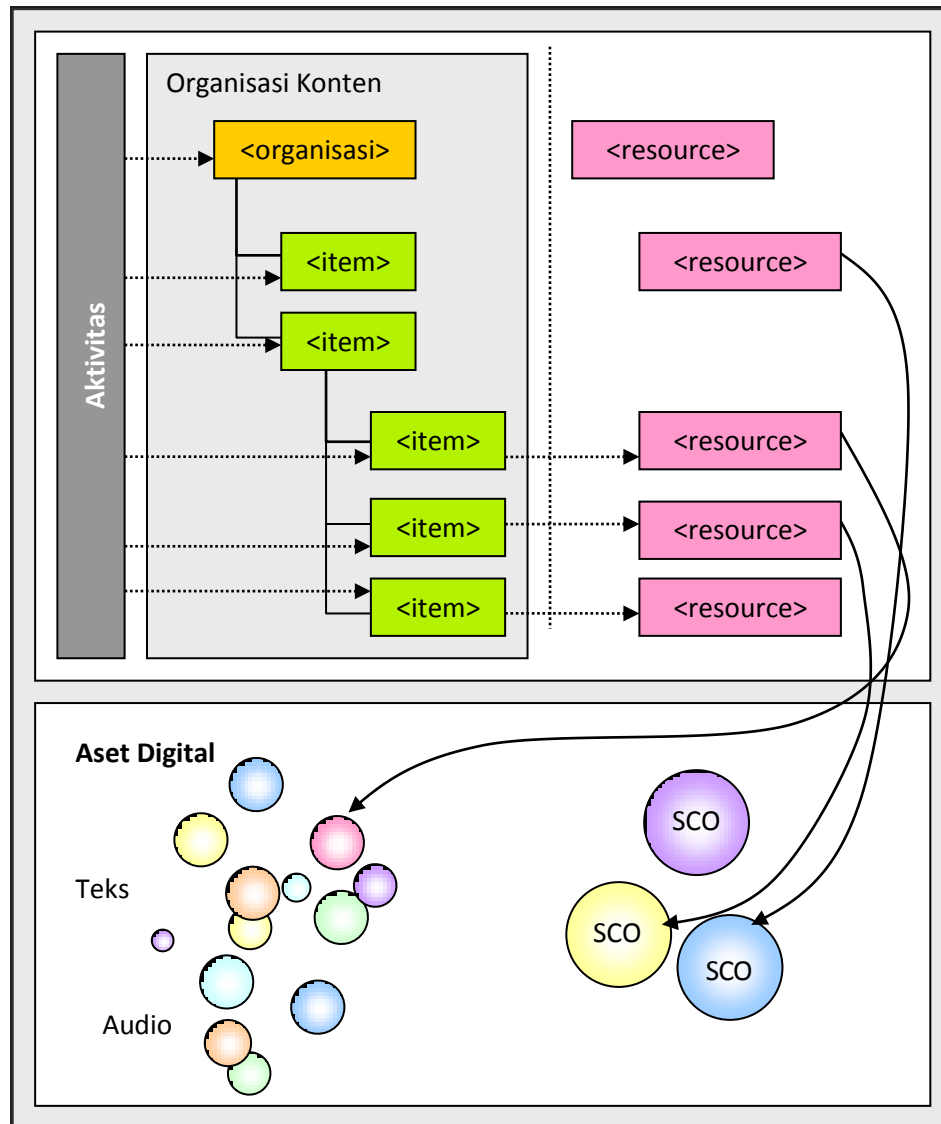 Organisasi Konten
<organisasi>
<resource>
<item>
<resource>
<item>
Aktivitas
<item>
<resource>
<item>
<resource>
<item>
<resource>
Aset Digital
SCO
Teks
SCO
SCO
Audio